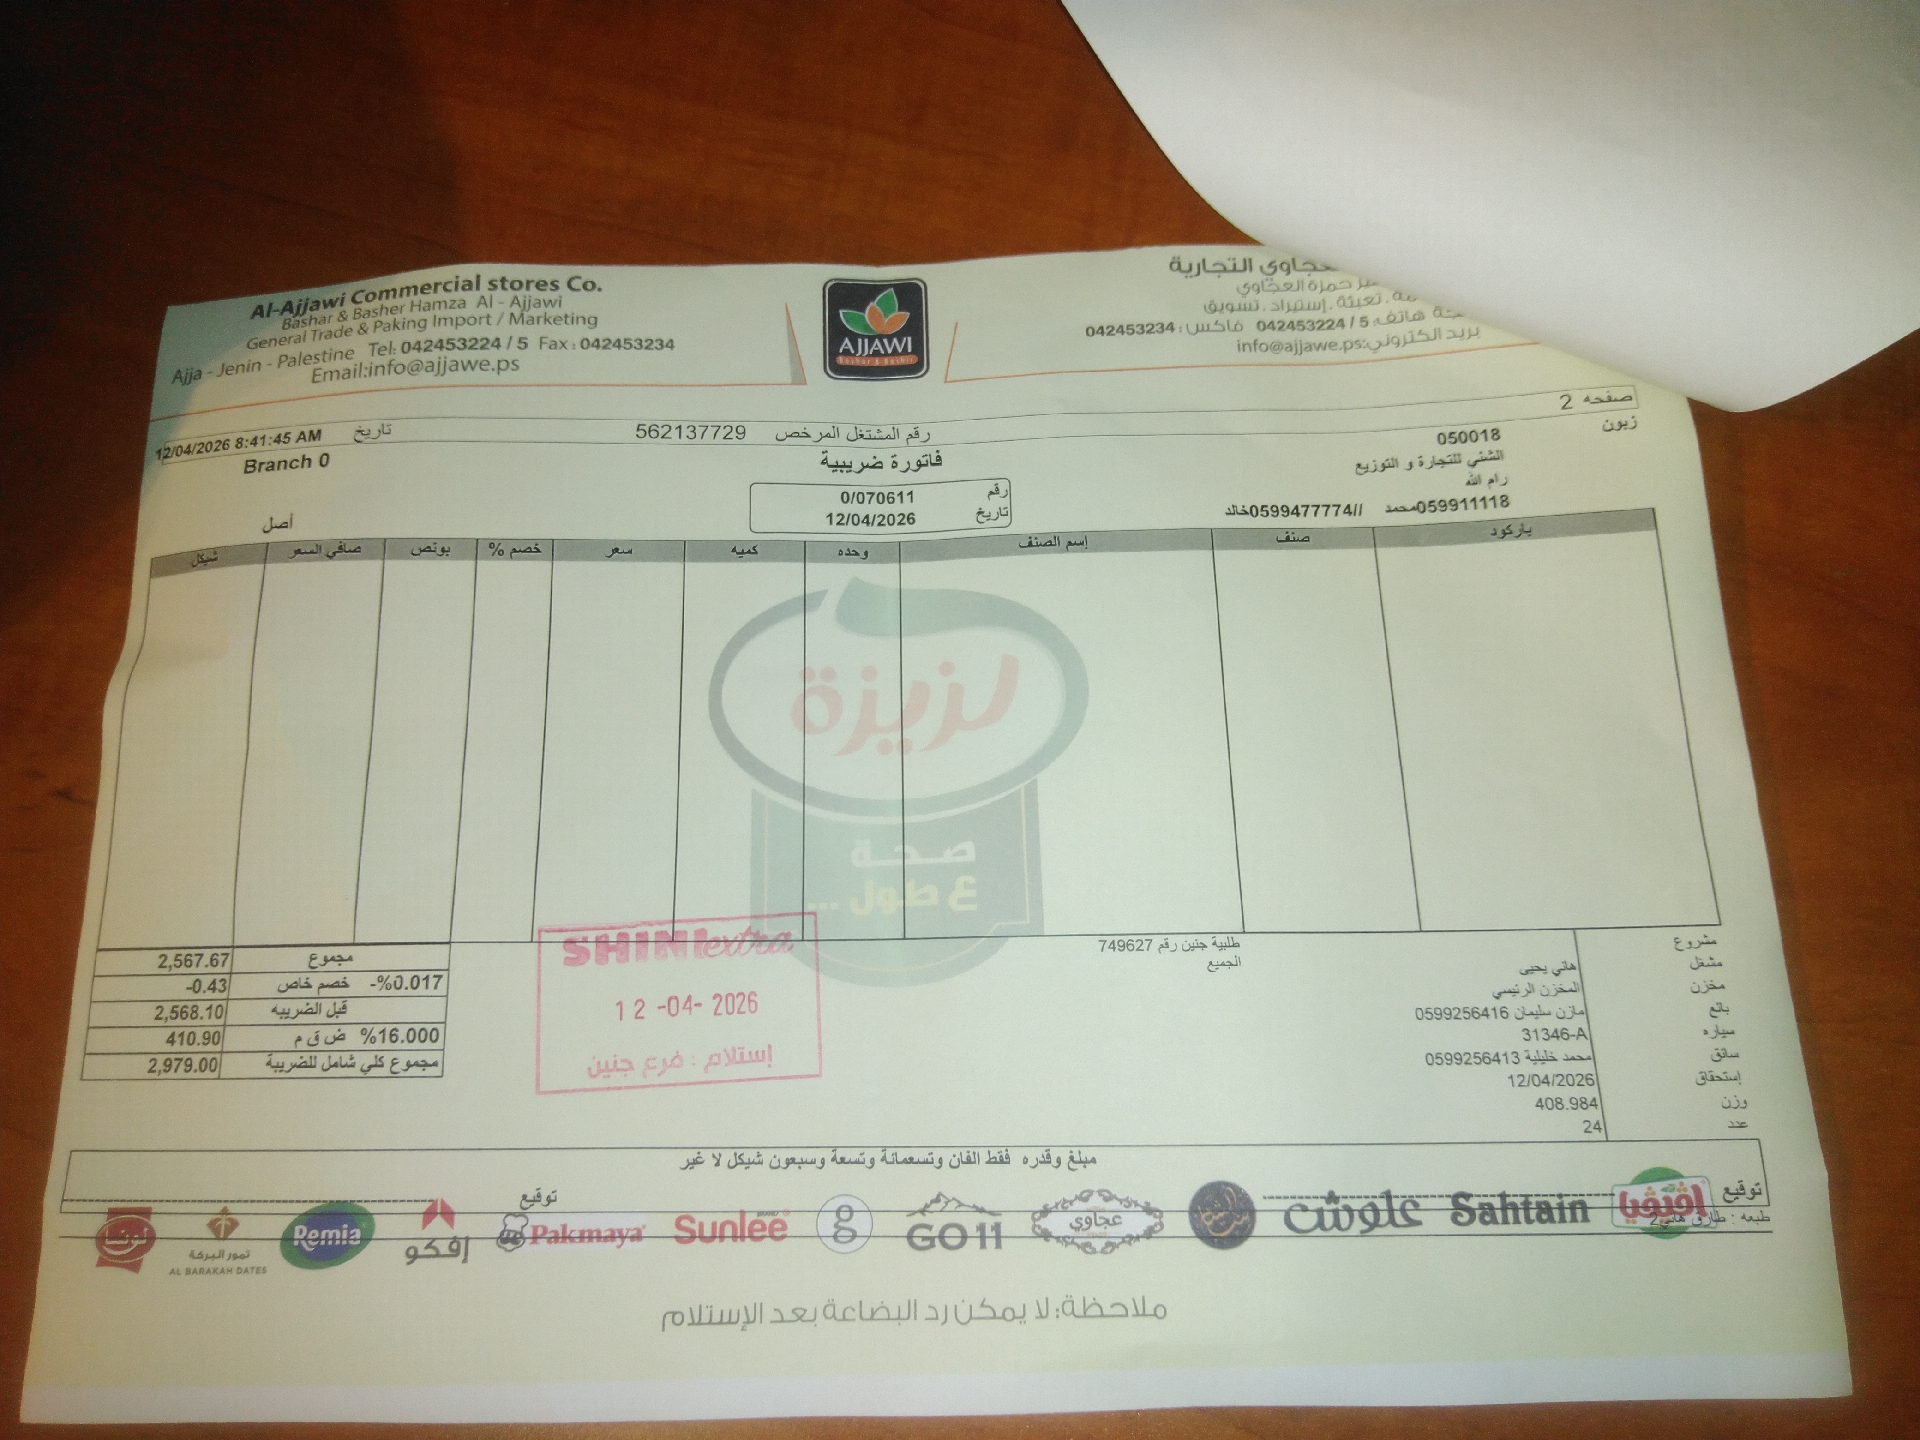 Al-Ajjawi Commercial stores Co.
Bashar & Basher Hamza Al - Ajjawi
General Trade & Paking Import / Marketing
Ajja - Jenin - Palestine Tel: 042453224 / 5 Fax : 042453234
Email:info@ajjawe.ps
AJJAWI
Bashar & Bashir
عجاوي التجارية
حمزة العجاوي
تعبئة . إستيراد . تسويق
هاتف: 5 / 042453224 فاكس: 042453234
بريد الكتروني:info@ajjawe.ps
صفحه 2
زبون
050018
الشني للتجارة و التوزيع
رام الله
059911118محمد //0599477774خالد
رقم المشتغل المرخص 562137729
تاريخ 12/04/2026 8:41:45 AM
فاتورة ضريبية
Branch 0
رقم 0/070611
تاريخ 12/04/2026
أصل
باركود صنف إسم الصنف وحده كميه سعر خصم % بونص صافي السعر شيكل
لزيزة
صحة
ع طول ...
مجموع 2,567.67
-%0.017 خصم خاص -0.43
قبل الضريبه 2,568.10
%16.000 ض ق م 410.90
مجموع كلي شامل للضريبة 2,979.00
SHINI extra
12 -04- 2026
إستلام : فرع جنين
طلبية جنين رقم 749627
الجميع
مشروع
مشغل هاني يحيى
مخزن المخزن الرئيسي
بائع مازن سليمان 0599256416
سياره 31346-A
سائق محمد خليلية 0599256413
إستحقاق 12/04/2026
وزن 408.984
عدد 24
مبلغ وقدره فقط الفان وتسعمائة وتسعة وسبعون شيكل لا غير
توقيع
توقيع
طبعه : طارق هاني2
تمور البركة
AL BARAKAH DATES
Remia
إفكو
Pakmaya
Sunlee
g
GO11
عجاوي
علوش
Sahtain
ملاحظة: لا يمكن رد البضاعة بعد الإستلام